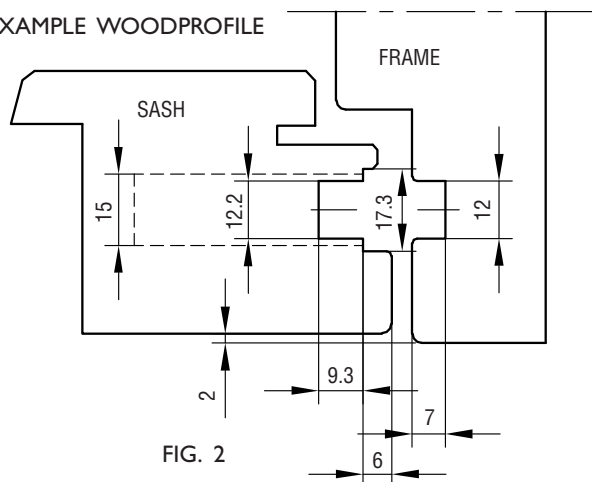 XAMPLE WOODPROFILE
FRAME
SASH
15
12.2
17.3
12
2
9.3
7
6
FIG. 2